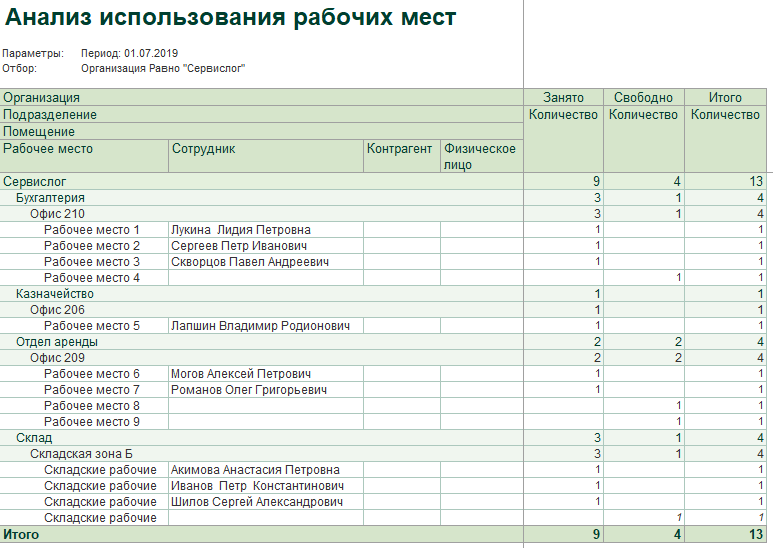 Анализ использования рабочих мест
Параметры: Период: 01.07.2019
Отбор: Организация Равно "Сервислог"
Организация Занято Свободно Итого
Подразделение Количество Количество Количество
Помещение
Рабочее место Сотрудник Контрагент Физическое
лицо
Сервислог 9 4 13
Бухгалтерия 3 1 4
Офис 210 3 1 4
Рабочее место 1 Лукина Лидия Петровна 1 1
Рабочее место 2 Сергеев Петр Иванович 1 1
Рабочее место 3 Скворцов Павел Андреевич 1 1
Рабочее место 4 1 1
Казначейство 1 1
Офис 206 1 1
Рабочее место 5 Лапшин Владимир Родионович 1 1
Отдел аренды 2 2 4
Офис 209 2 2 4
Рабочее место 6 Могов Алексей Петрович 1 1
Рабочее место 7 Романов Олег Григорьевич 1 1
Рабочее место 8 1 1
Рабочее место 9 1 1
Склад 3 1 4
Складская зона Б 3 1 4
Складские рабочие Акимова Анастасия Петровна 1 1
Складские рабочие Иванов Петр Константинович 1 1
Складские рабочие Шилов Сергей Александрович 1 1
Складские рабочие 1 1
Итого 9 4 13